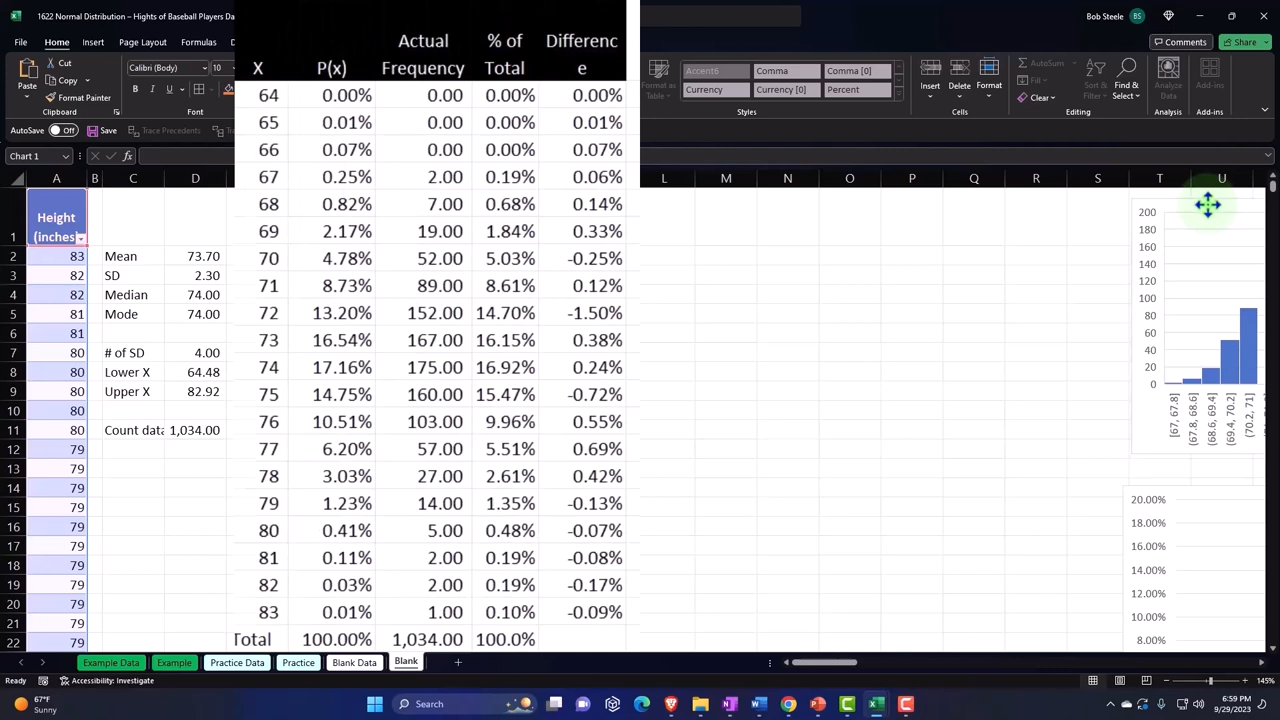 1622 Normal Distribution - Hights of Baseball Players Da
Bob Steele BS
File Home Insert Page Layout
Comments Share
Cut
Copy
Paste
Format Painter
Calibri (Body) 10
B I U
Clipboard
Format as Table
Accent6 Comma Comma [0]
Currency Currency [0] Percent
Styles
Insert Delete Format
Cells
AutoSum
Fill
Clear
Sort & Filter
Find & Select
Editing
Analyze Data
Analysis
Sensitivity
AutoSave Off Save Trace Precedents
Chart 1
fx
A B C D L M N O P Q R S T U
1 Height (inches)
2 83 Mean 73.70
3 82 SD 2.30
4 82 Median 74.00
5 81 Mode 74.00
6 81
7 80 # of SD 4.00
8 80 Lower X 64.48
9 80 Upper X 82.92
10 80
11 80 Count data 1,034.00
12 79
13 79
14 79
15 79
16 79
17 79
18 79
19 79
20 79
21 79
22 79
X P(x) Actual Frequency % of Total Differenc e
64 0.00% 0.00 0.00% 0.00%
65 0.01% 0.00 0.00% 0.01%
66 0.07% 0.00 0.00% 0.07%
67 0.25% 2.00 0.19% 0.06%
68 0.82% 7.00 0.68% 0.14%
69 2.17% 19.00 1.84% 0.33%
70 4.78% 52.00 5.03% -0.25%
71 8.73% 89.00 8.61% 0.12%
72 13.20% 152.00 14.70% -1.50%
73 16.54% 167.00 16.15% 0.38%
74 17.16% 175.00 16.92% 0.24%
75 14.75% 160.00 15.47% -0.72%
76 10.51% 103.00 9.96% 0.55%
77 6.20% 57.00 5.51% 0.69%
78 3.03% 27.00 2.61% 0.42%
79 1.23% 14.00 1.35% -0.13%
80 0.41% 5.00 0.48% -0.07%
81 0.11% 2.00 0.19% -0.08%
82 0.03% 2.00 0.19% -0.17%
83 0.01% 1.00 0.10% -0.09%
Total 100.00% 1,034.00 100.0%
200
180
160
140
120
100
80
60
40
20
0
[67, 67.8]
(67.8, 68.6]
(68.6, 69.4]
(69.4, 70.2]
(70.2, 71]
20.00%
18.00%
16.00%
14.00%
12.00%
10.00%
8.00%
Example Data Example Practice Data Practice Blank Data Blank
Ready Accessibility: Investigate
145%
67°F
Sunny
Search
6:59 PM
9/29/2023